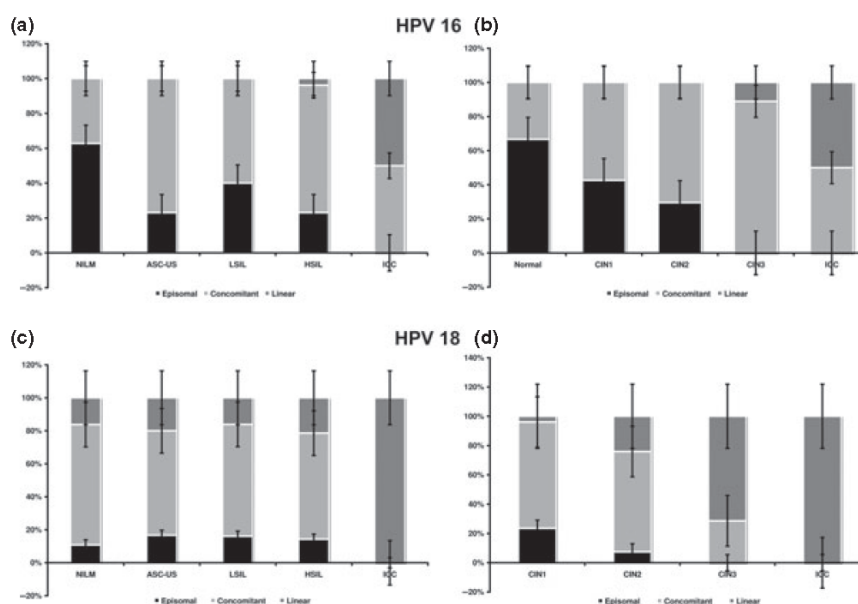 (a) HPV 16 (b)
120% 120%
100% 100%
80% 80%
60% 60%
40% 40%
20% 20%
0% 0%
NILM ASC-US LSIL HSIL ICC Normal CIN1 CIN2 CIN3 ICC
–20% –20%
Episomal Concomitant Linear Episomal Concomitant Linear
(c) HPV 18 (d)
120% 140%
100% 120%
80% 100%
60% 80%
40% 60%
20% 40%
0% 20%
–20% 0%
NILM ASC-US LSIL HSIL ICC CIN1 CIN2 CIN3 ICC
–20%
Episomal Concomitant Linear Episomal Concomitant Linear